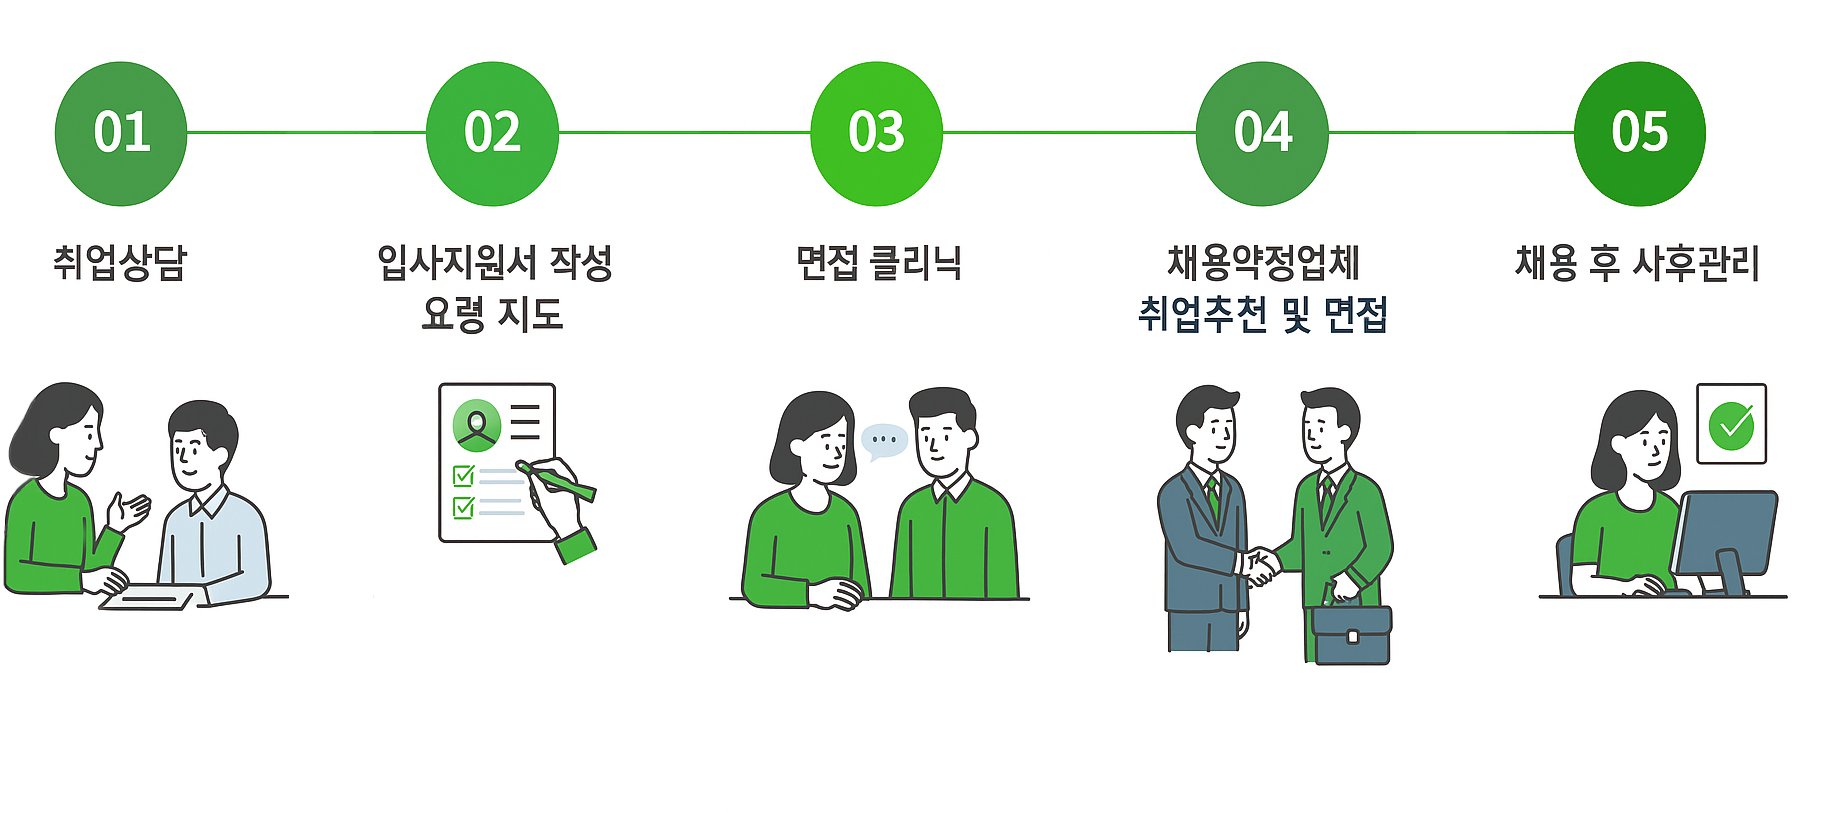 01
02
03
04
05
취업상담
입사지원서 작성
요령 지도
면접 클리닉
채용약정업체
취업추천 및 면접
채용 후 사후관리